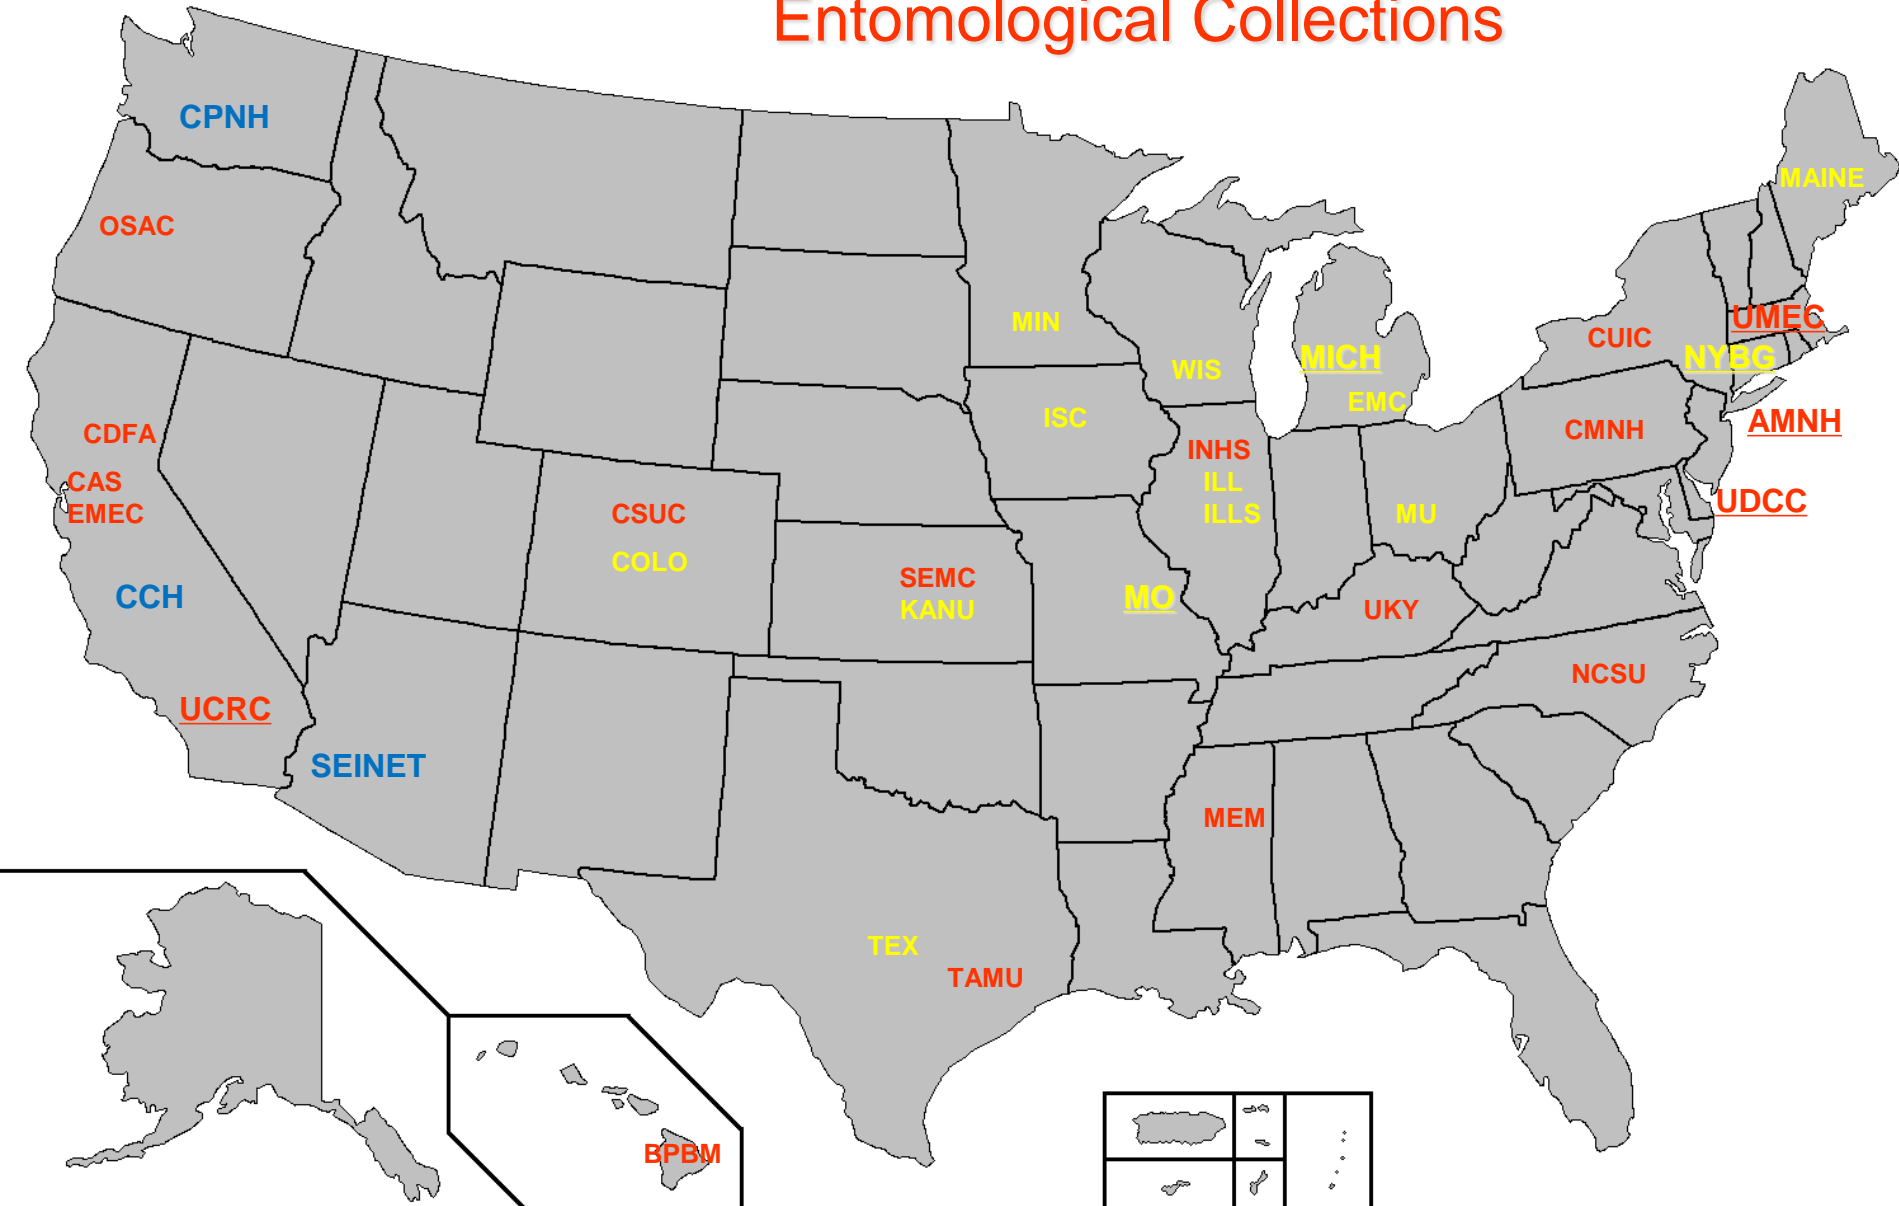 Entomological Collections
CPNH
MAINE
OSAC
MIN
UMEC
CUIC
WIS
MICH
NYBG
EMC
ISC
AMNH
CDFA
CMNH
INHS
CAS
ILL
UDCC
EMEC
CSUC
ILLS
MU
COLO
SEMC
CCH
MO
KANU
UKY
NCSU
UCRC
SEINET
MEM
TEX
TAMU
BPBM